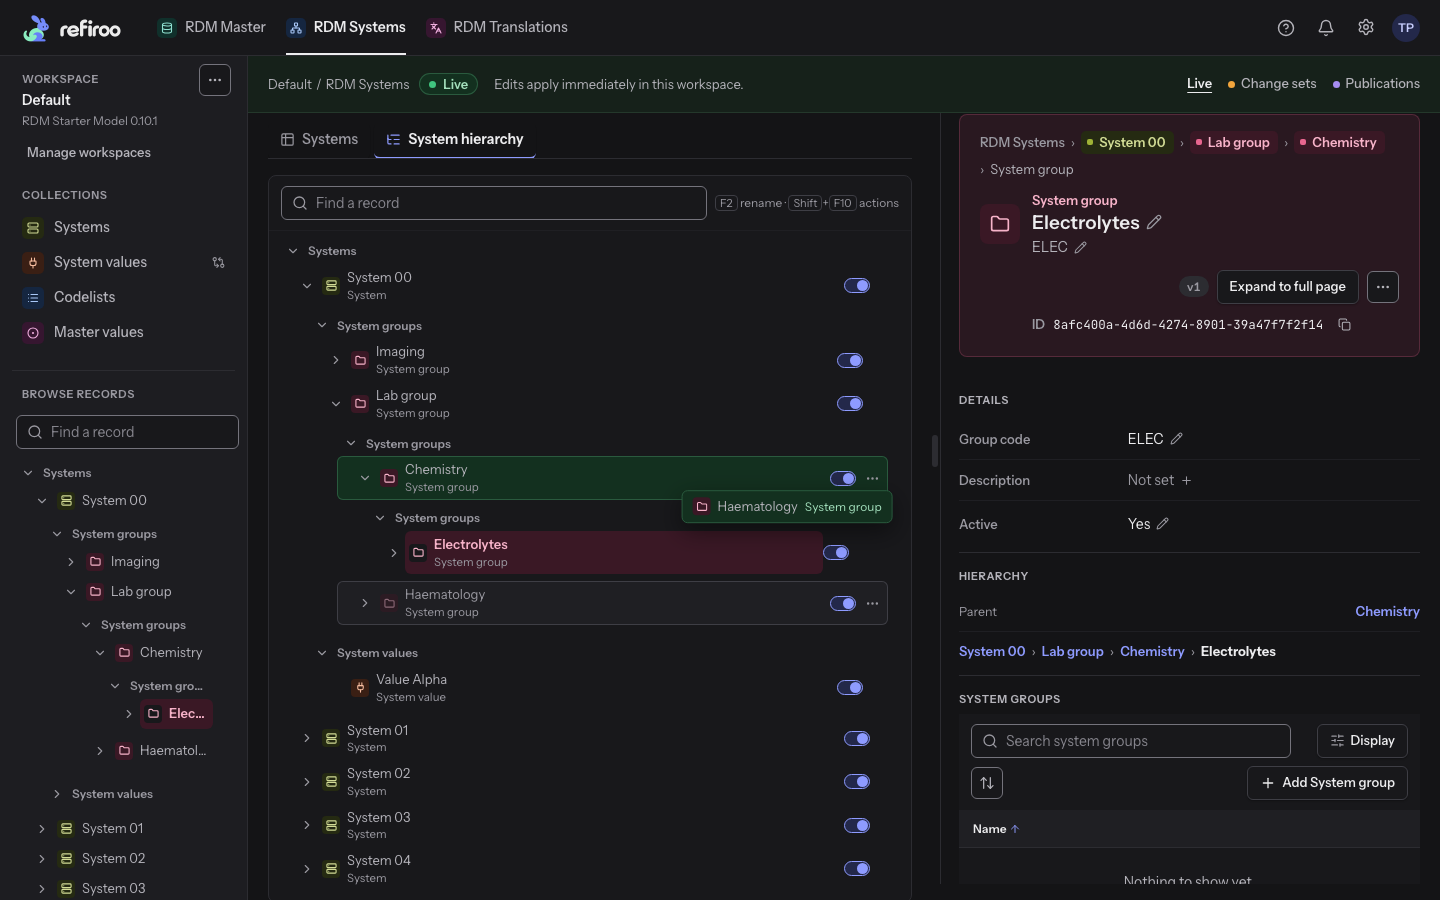 refiroo
RDM Master
RDM Systems
RDM Translations
TP
WORKSPACE
Default
RDM Starter Model 0.10.1
Manage workspaces
COLLECTIONS
Systems
System values
Codelists
Master values
BROWSE RECORDS
Find a record
Systems
System 00
System groups
Imaging
Lab group
System groups
Chemistry
System gro...
Elec...
Haematol...
System values
System 01
System 02
System 03
Default / RDM Systems
Live
Edits apply immediately in this workspace.
Live
Change sets
Publications
Systems
System hierarchy
Find a record
F2 rename · Shift + F10 actions
Systems
System 00
System
System groups
Imaging
System group
Lab group
System group
System groups
Chemistry
System group
Haematology System group
System groups
Electrolytes
System group
Haematology
System group
System values
Value Alpha
System value
System 01
System
System 02
System
System 03
System
System 04
System
RDM Systems › System 00 › Lab group › Chemistry
› System group
System group
Electrolytes
ELEC
v1
Expand to full page
ID 8afc400a-4d6d-4274-8901-39a47f7f2f14
DETAILS
Group code
ELEC
Description
Not set
Active
Yes
HIERARCHY
Parent
Chemistry
System 00 › Lab group › Chemistry › Electrolytes
SYSTEM GROUPS
Search system groups
Display
Add System group
Name
Nothing to show yet